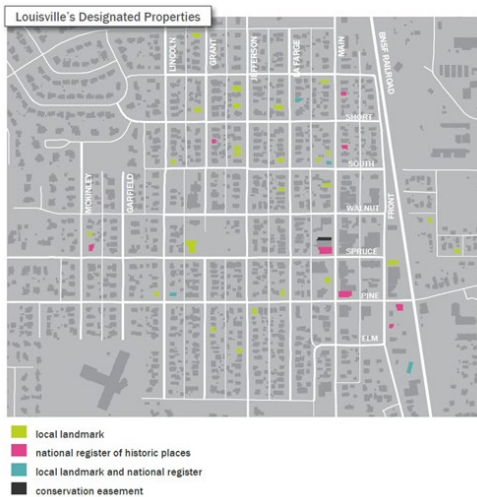 Louisville's Designated Properties
LINCOLN
GRANT
JEFFERSON
LA FARGE
MAIN
BNSF RAILROAD
SHORT
SOUTH
MCKINLEY
GARFIELD
WALNUT
FRONT
SPRUCE
PINE
ELM
local landmark
national register of historic places
local landmark and national register
conservation easement